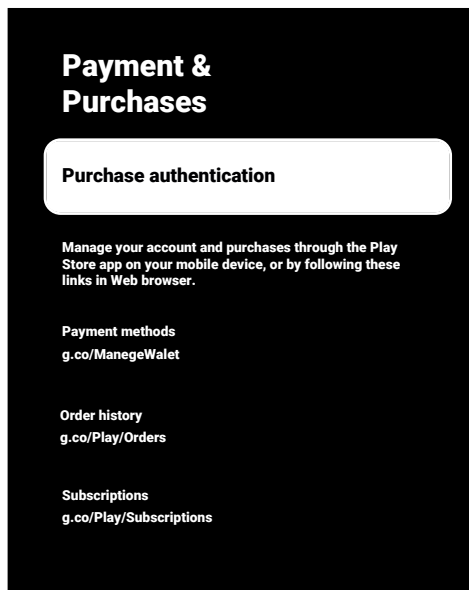 Payment &
Purchases
Purchase authentication
Manage your account and purchases through the Play
Store app on your mobile device, or by following these
links in Web browser.
Payment methods
g.co/ManegeWalet
Order history
g.co/Play/Orders
Subscriptions
g.co/Play/Subscriptions